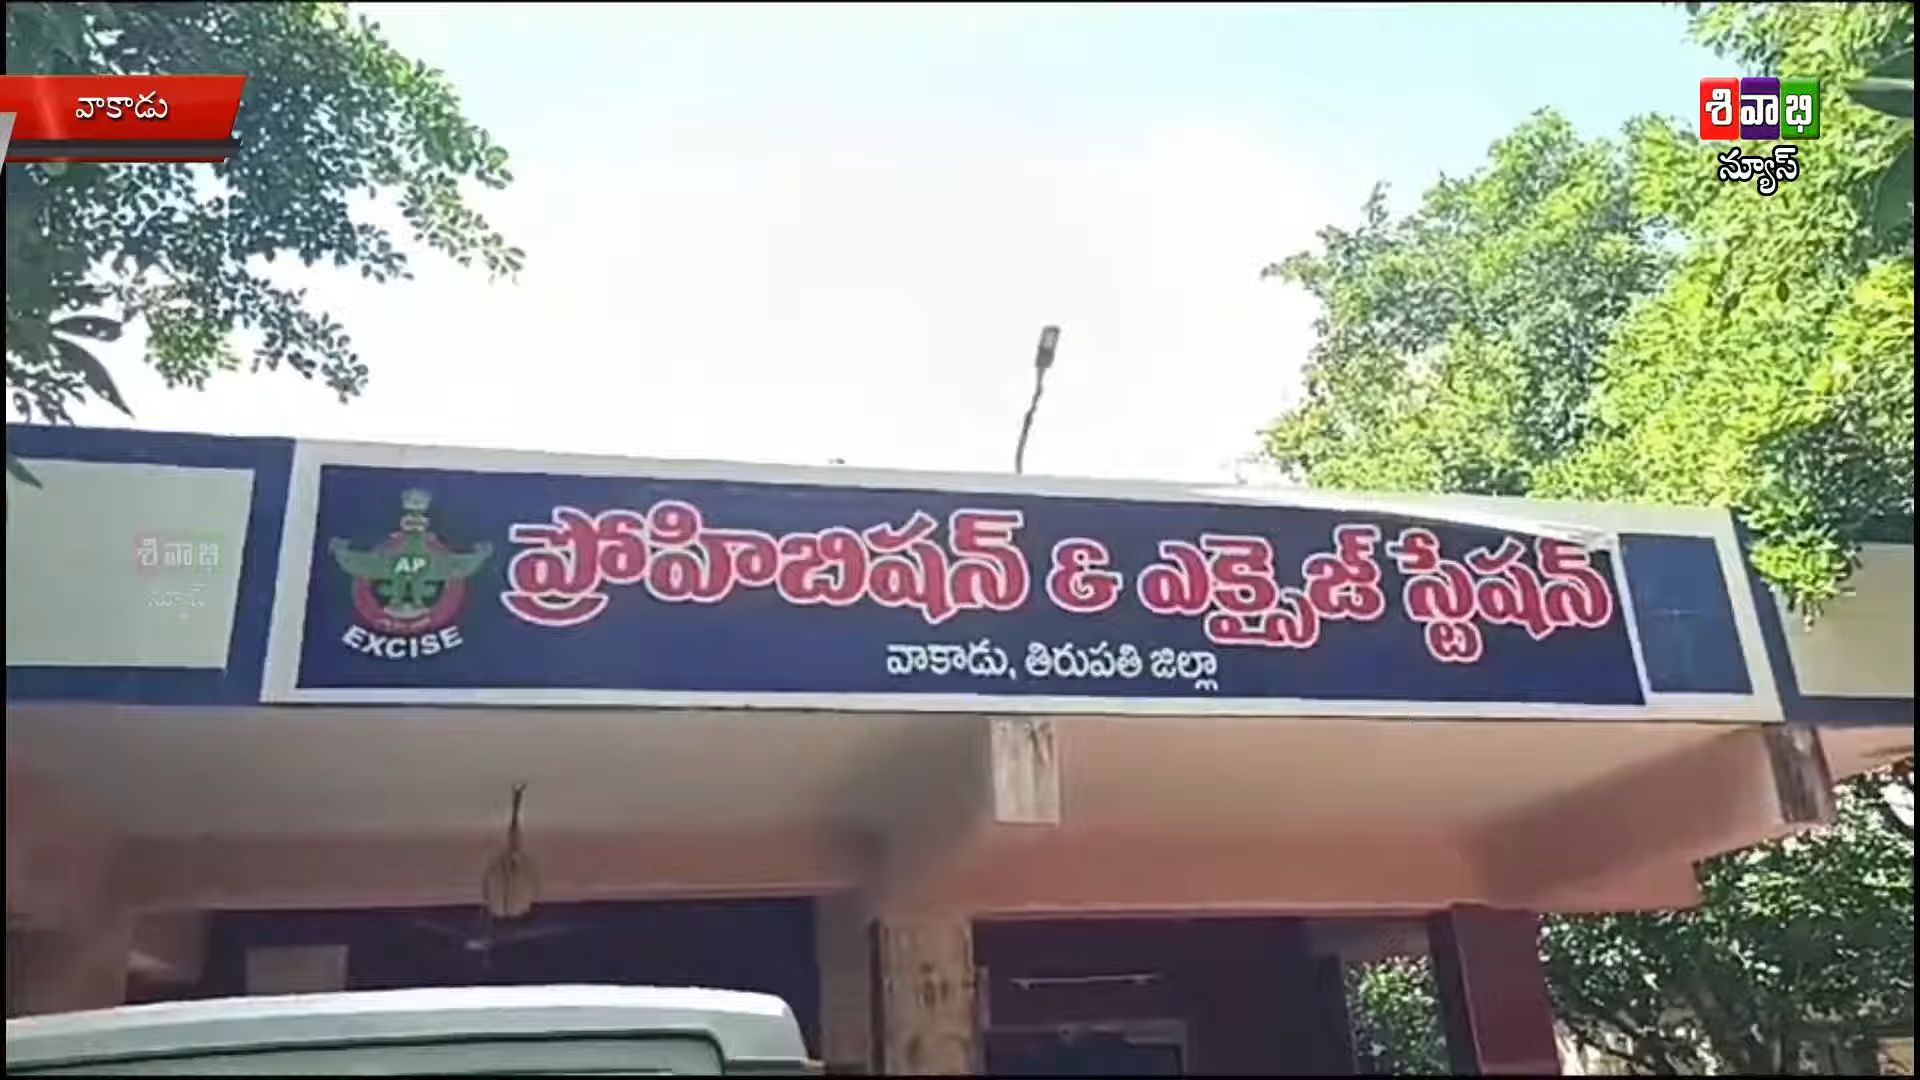 వాకాడు
శివాభి
న్యూస్
శివాభి
న్యూస్
AP
EXCISE
ప్రోహిబిషన్ & ఎక్సైజ్ స్టేషన్
వాకాడు, తిరుపతి జిల్లా